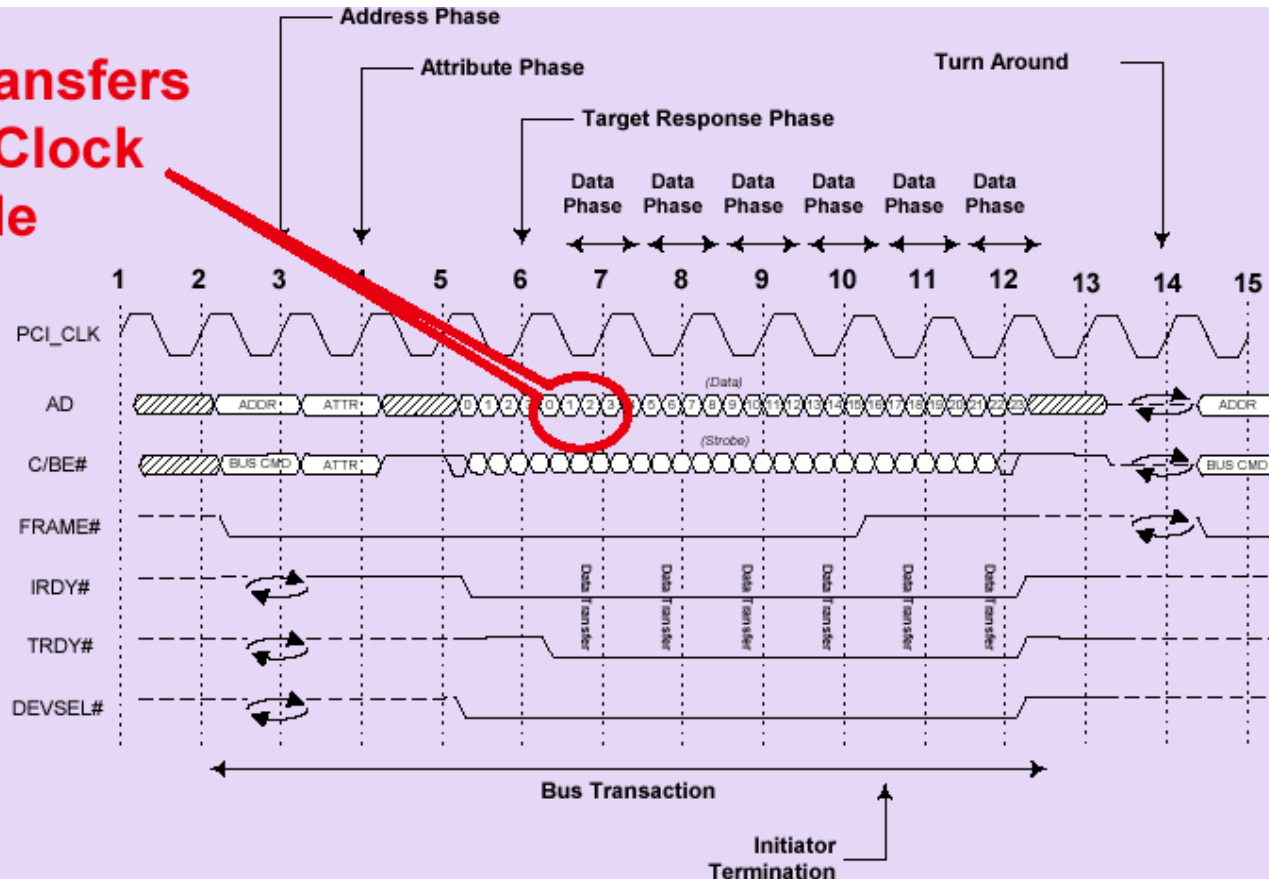 Address Phase
ansfers
Attribute Phase
Turn Around
Clock
Target Response Phase
le
Data Data Data Data Data Data
Phase Phase Phase Phase Phase Phase
1 2 3 4 5 6 7 8 9 10 11 12 13 14 15
PCI_CLK
(Data)
AD ADDR ATTR 0 1 2 3 0 1 2 3 4 5 6 7 8 9 10 11 12 13 14 15 16 17 18 19 20 21 22 23 ADDR
(Strobe)
C/BE# BUS CMD ATTR BUS CMD
FRAME#
IRDY#
Data Transfer Data Transfer Data Transfer Data Transfer Data Transfer Data Transfer
TRDY#
DEVSEL#
Bus Transaction
Initiator
Termination